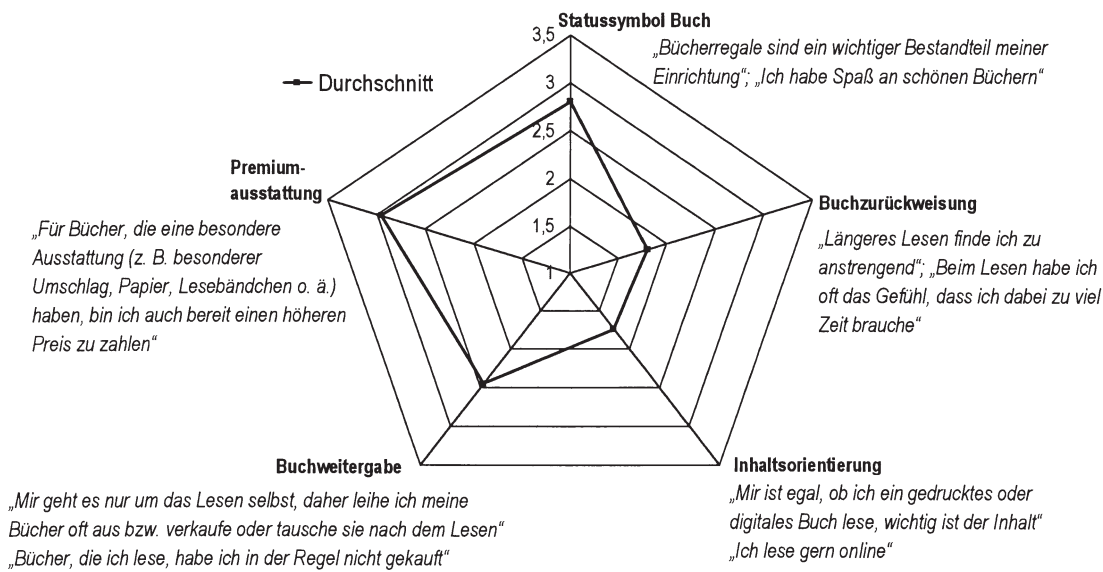 Statussymbol Buch
„Bücherregale sind ein wichtiger Bestandteil meiner
Einrichtung“; „Ich habe Spaß an schönen Büchern“
Durchschnitt
3,5
3
2,5
2
1,5
1
Premium-
ausstattung
„Für Bücher, die eine besondere
Ausstattung (z. B. besonderer
Umschlag, Papier, Lesebändchen o. ä.)
haben, bin ich auch bereit einen höheren
Preis zu zahlen“
Buchzurückweisung
„Längeres Lesen finde ich zu
anstrengend“; „Beim Lesen habe ich
oft das Gefühl, dass ich dabei zu viel
Zeit brauche“
Buchweitergabe
„Mir geht es nur um das Lesen selbst, daher leihe ich meine
Bücher oft aus bzw. verkaufe oder tausche sie nach dem Lesen“
„Bücher, die ich lese, habe ich in der Regel nicht gekauft“
Inhaltsorientierung
„Mir ist egal, ob ich ein gedrucktes oder
digitales Buch lese, wichtig ist der Inhalt“
„Ich lese gern online“